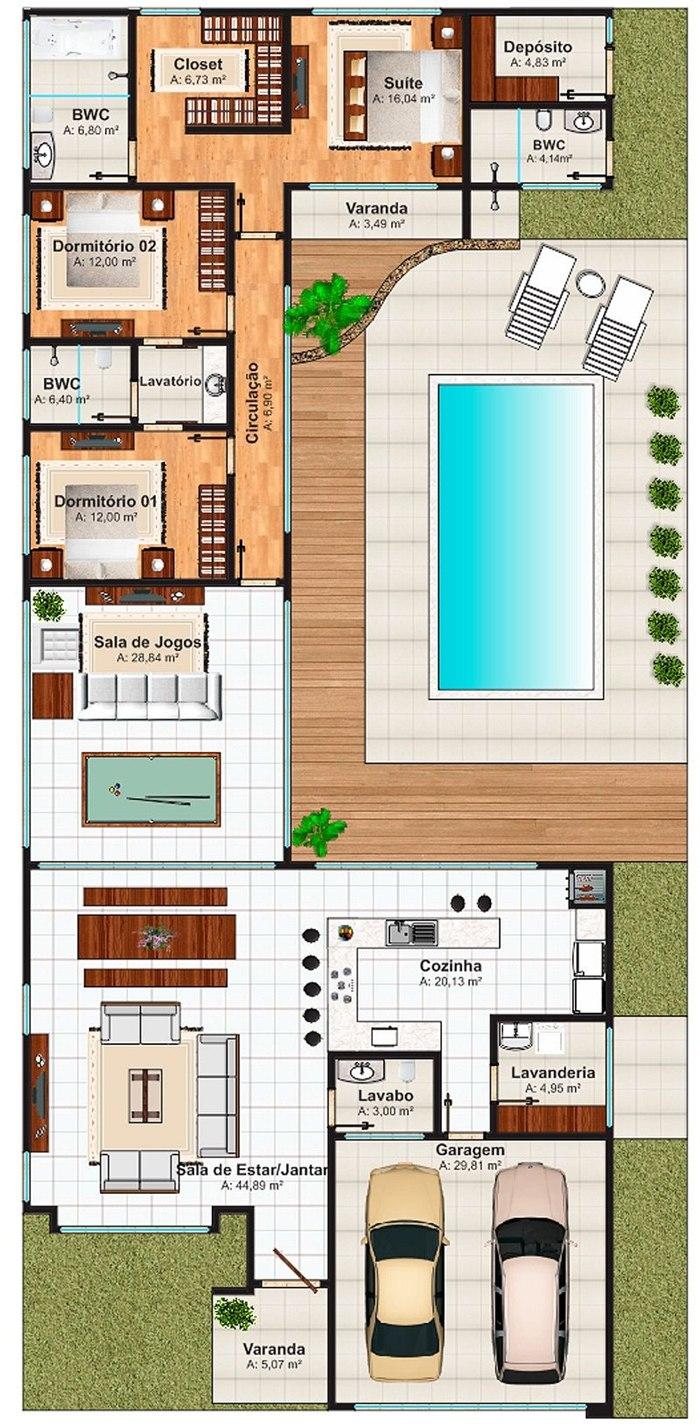 Closet
A: 6,73 m²
Suíte
A: 16,04 m²
Depósito
A: 4,83 m²
BWC
A: 6,80 m²
BWC
A: 4,14m²
Varanda
A: 3,49 m²
Dormitório 02
A: 12,00 m²
BWC
A: 6,40 m²
Lavatório
Circulação
A: 6,90 m²
Dormitório 01
A: 12,00 m²
Sala de Jogos
A: 28,84 m²
Cozinha
A: 20,13 m²
Lavanderia
A: 4,95 m²
Lavabo
A: 3,00 m²
Garagem
A: 29,81 m²
Sala de Estar/Jantar
A: 44,89 m²
Varanda
A: 5,07 m²